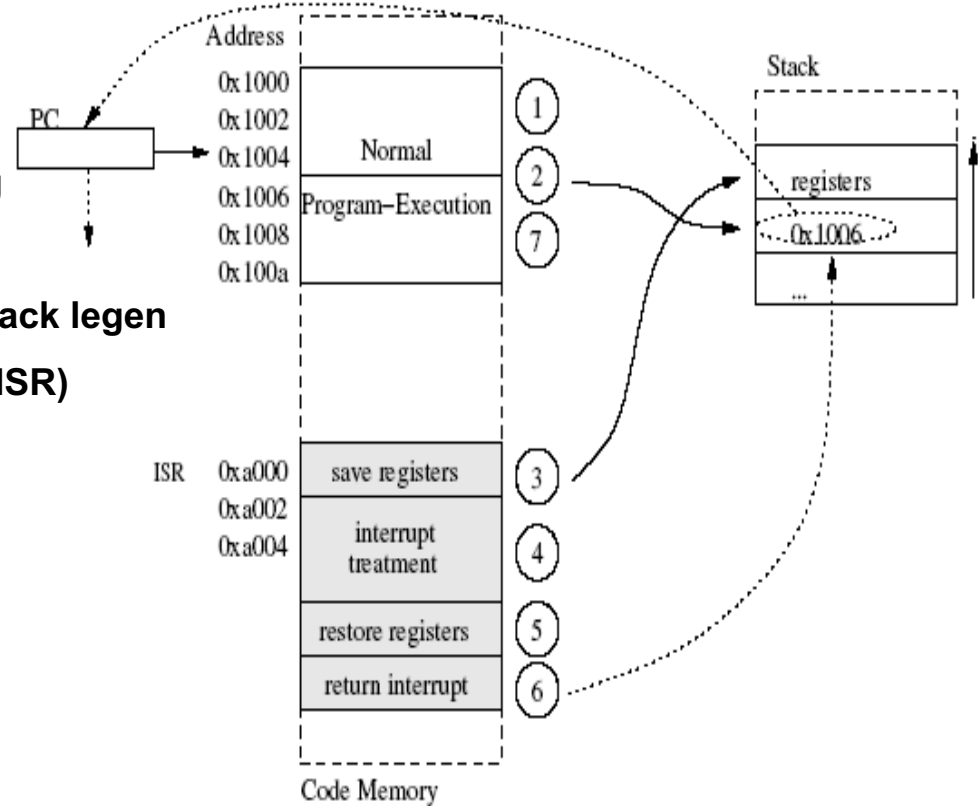 Address
0x1000
0x1002
0x1004
0x1006
0x1008
0x100a
PC
Normal
Program-Execution
1
2
7
Stack
registers
0x1006
...
ack legen
ISR)
ISR
0xa000
0xa002
0xa004
save registers
interrupt
treatment
restore registers
return interrupt
3
4
5
6
Code Memory